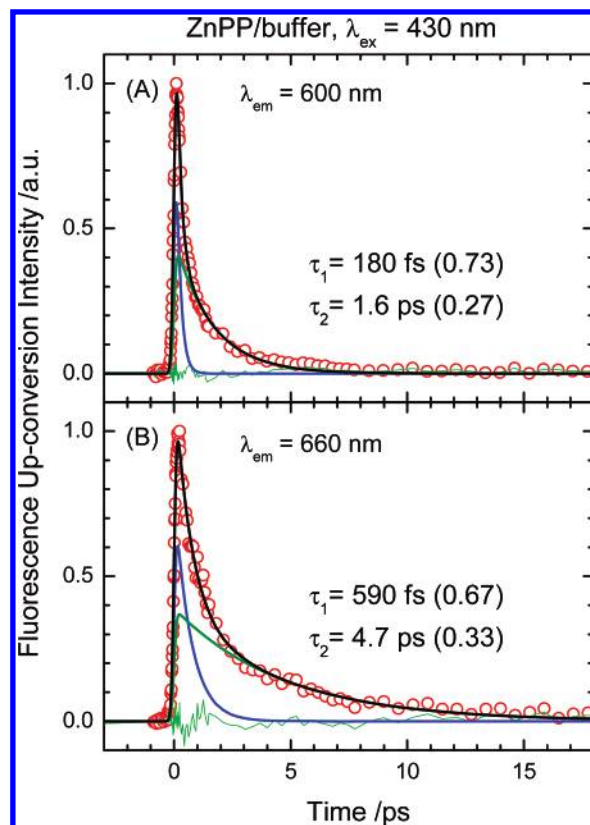 ZnPP/buffer, λex = 430 nm
Fluorescence Up-conversion Intensity /a.u.
(A)
λem = 600 nm
τ1= 180 fs (0.73)
τ2= 1.6 ps (0.27)
1.0
0.5
0.0
(B)
λem = 660 nm
τ1= 590 fs (0.67)
τ2= 4.7 ps (0.33)
1.0
0.5
0.0
0 5 10 15
Time /ps